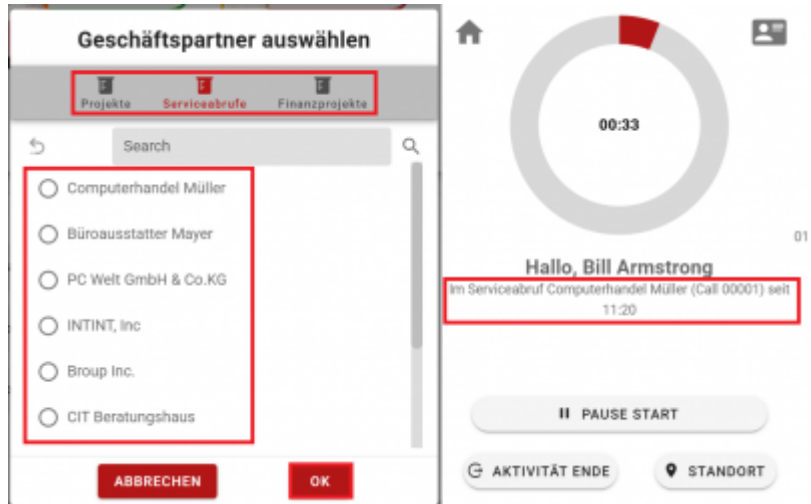 Geschäftspartner auswählen
Projekte Serviceabrufe Finanzprojekte
Search
Computerhandel Müller
Büroausstatter Mayer
PC Welt GmbH & Co.KG
INTINT, Inc
Broup Inc.
CIT Beratungshaus
ABBRECHEN OK
00:33
01
Hallo, Bill Armstrong
Im Serviceabruf Computerhandel Müller (Call 00001) seit
11:20
PAUSE START
AKTIVITÄT ENDE STANDORT